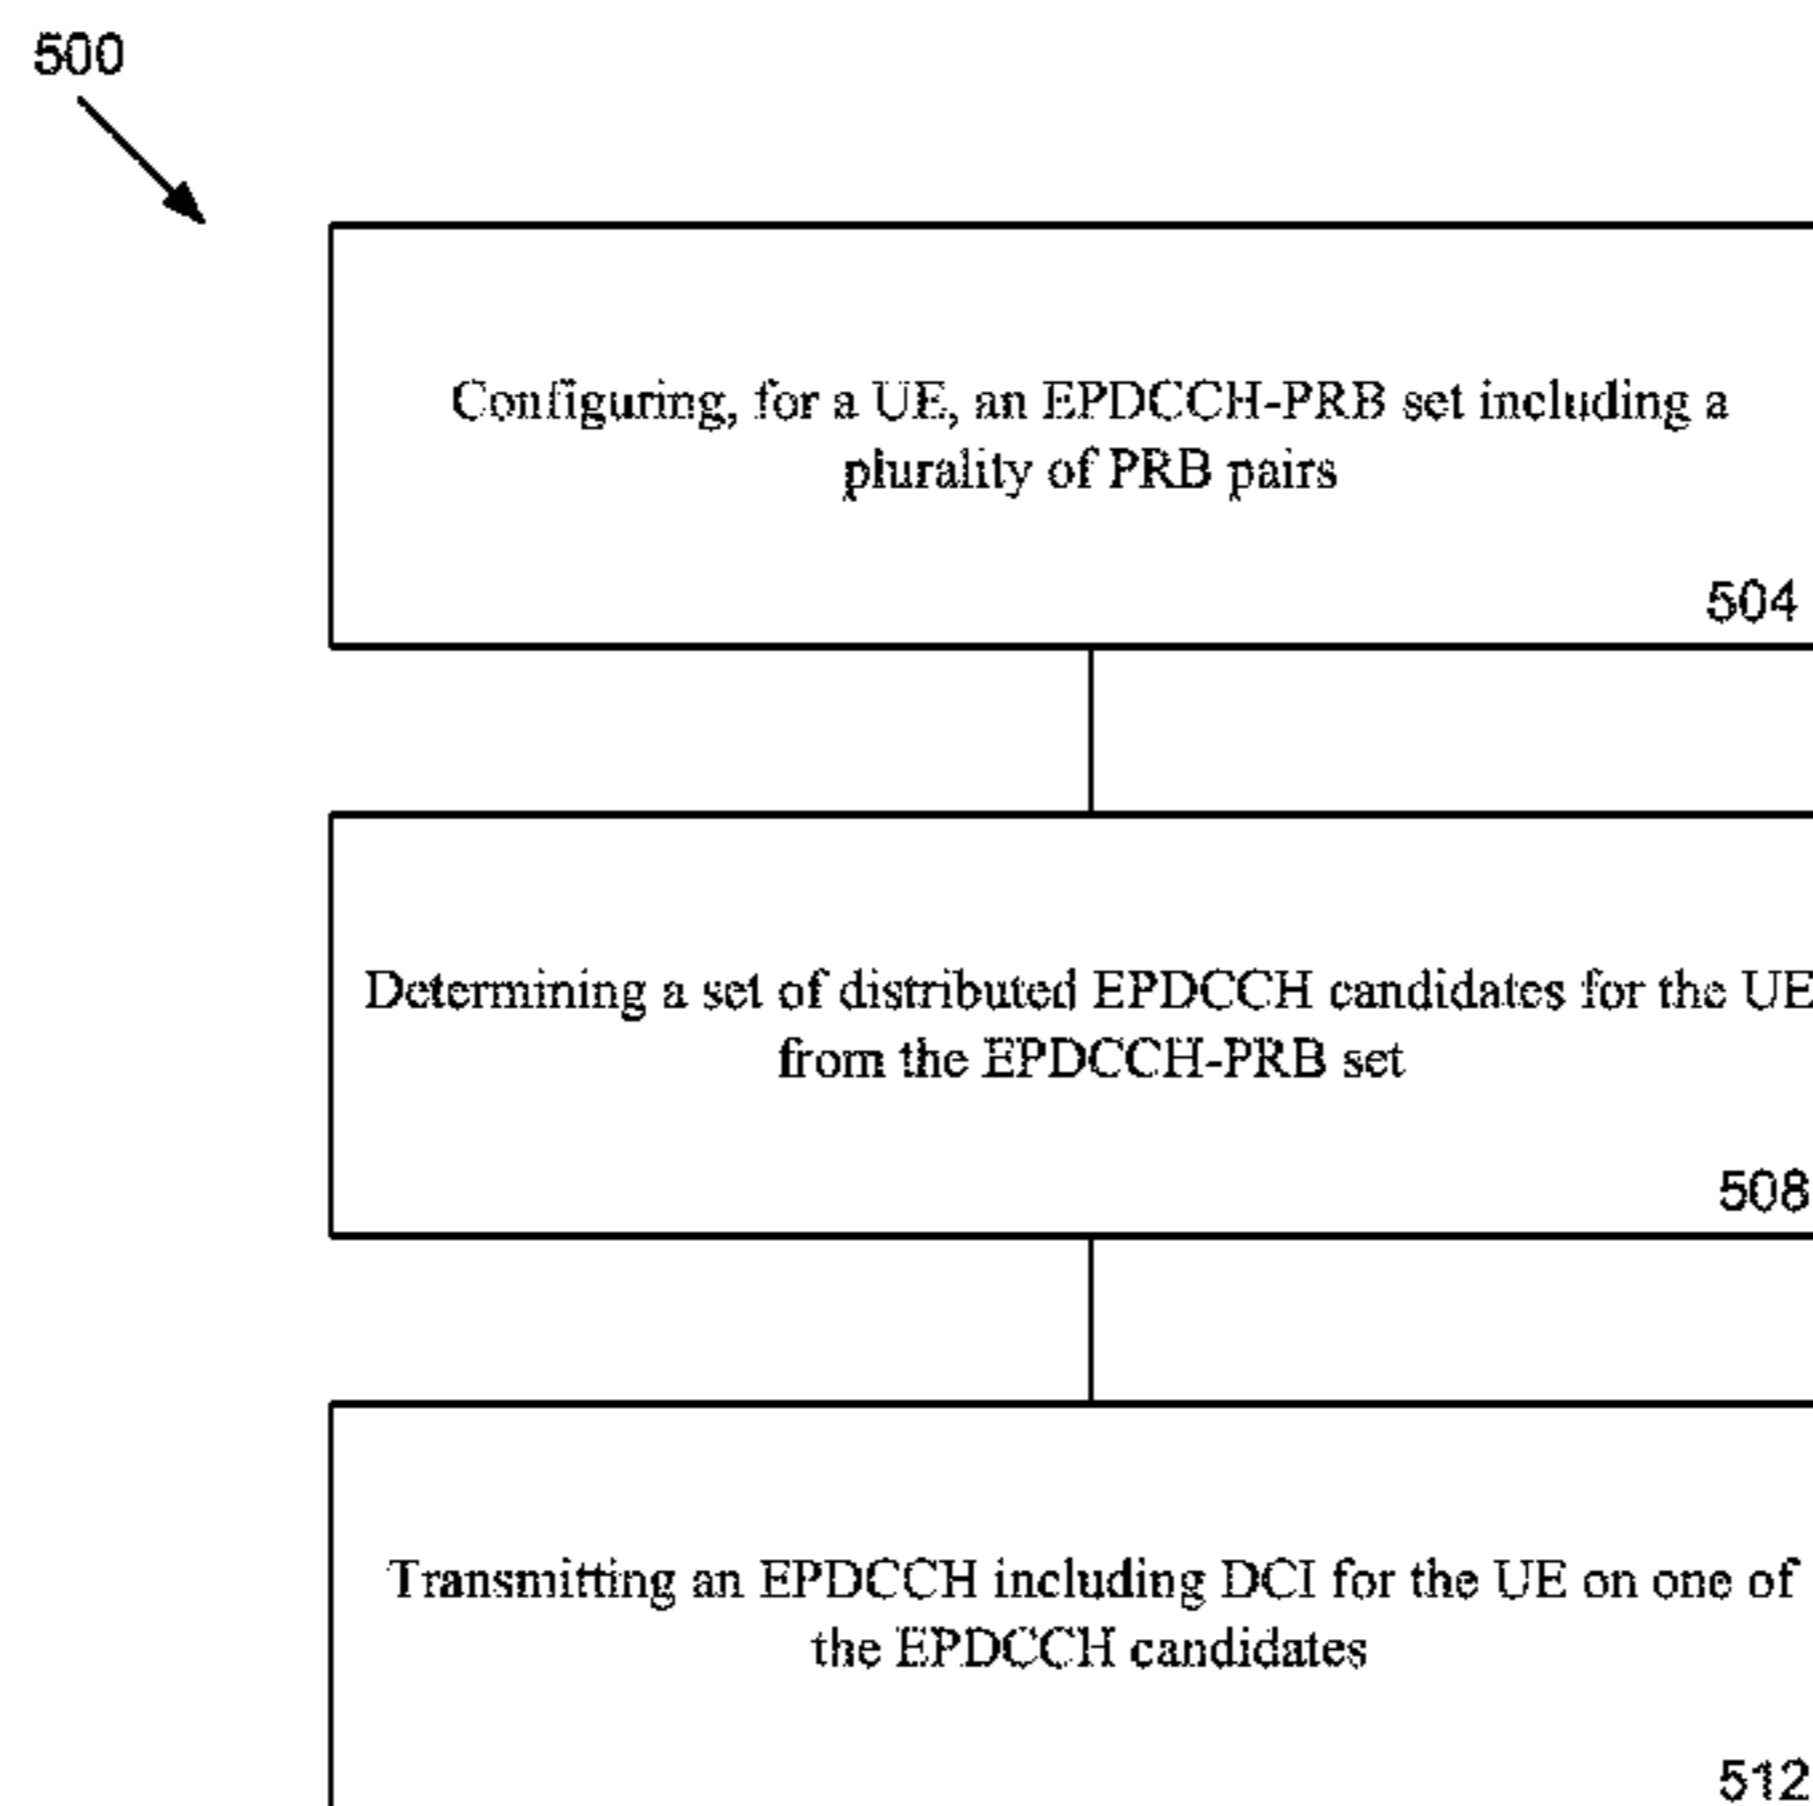 500
Configuring, for a UE, an EPDCCH-PRB set including a
plurality of PRB pairs
504
Determining a set of distributed EPDCCH candidates for the UE
from the EPDCCH-PRB set
508
Transmitting an EPDCCH including DCI for the UE on one of
the EPDCCH candidates
512